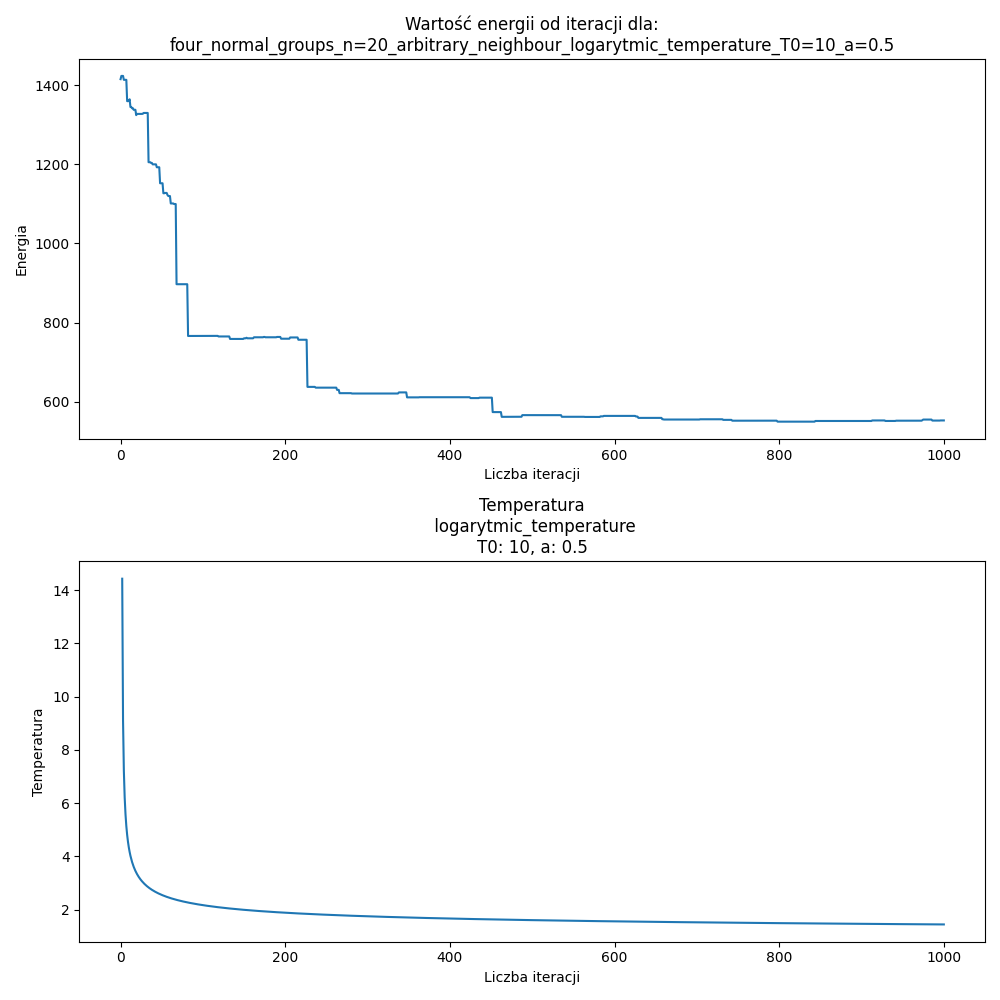 Wartość energii od iteracji dla:
four_normal_groups_n=20_arbitrary_neighbour_logarytmic_temperature_T0=10_a=0.5
1400
1200
1000
800
600
Energia
0 200 400 600 800 1000
Liczba iteracji
Temperatura
logarytmic_temperature
T0: 10, a: 0.5
14
12
10
8
6
4
2
Temperatura
0 200 400 600 800 1000
Liczba iteracji